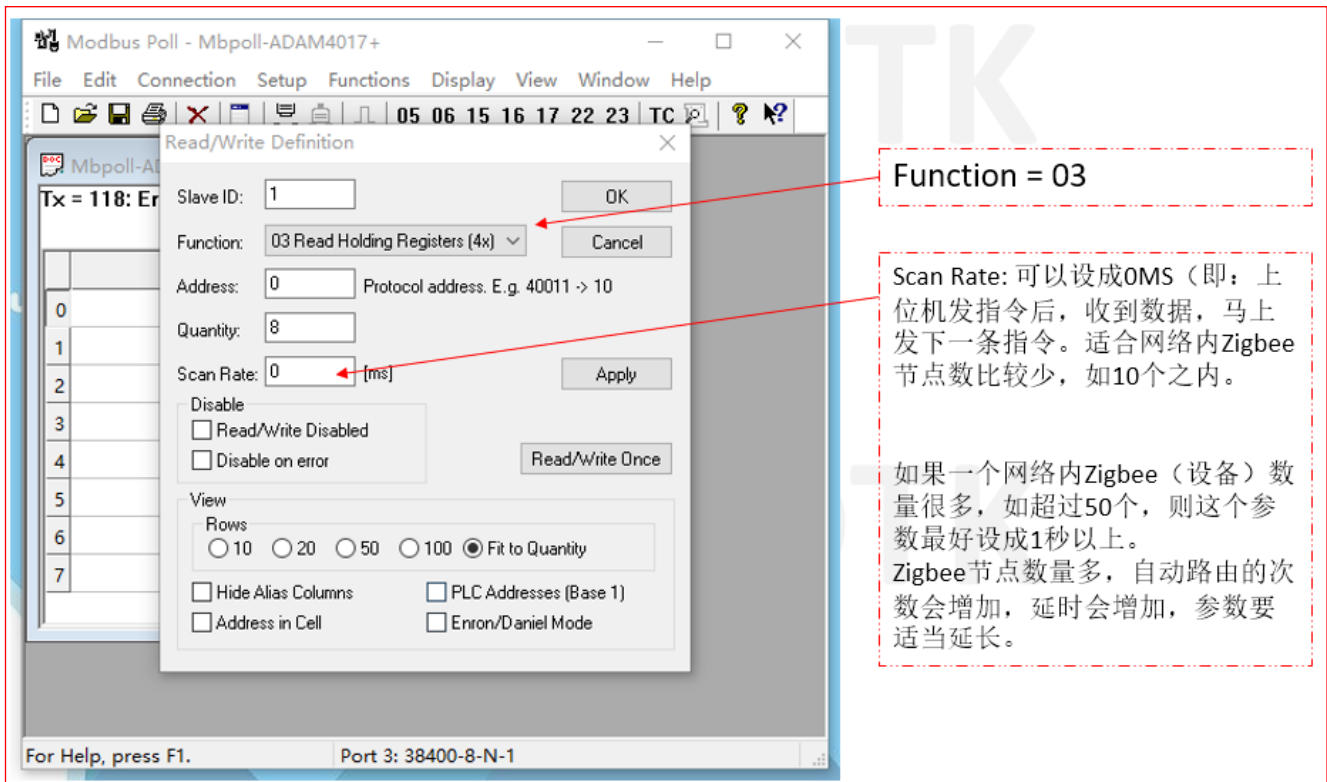 Modbus Poll - Mbpoll-ADAM4017+
File Edit Connection Setup Functions Display View Window Help
05 06 15 16 17 22 23 TC
Read/Write Definition
Mbpoll-A
Tx = 118: Er
Slave ID: 1 OK
Function: 03 Read Holding Registers (4x) Cancel
Address: 0 Protocol address. E.g. 40011 -> 10
Quantity: 8
Scan Rate: 0 [ms] Apply
Disable
Read/Write Disabled
Disable on error Read/Write Once
View
Rows
10 20 50 100 Fit to Quantity
Hide Alias Columns PLC Addresses (Base 1)
Address in Cell Enron/Daniel Mode
0
1
2
3
4
5
6
7
For Help, press F1. Port 3: 38400-8-N-1
Function = 03
Scan Rate: 可以设成0MS（即：上
位机发指令后，收到数据，马上
发下一条指令。适合网络内Zigbee
节点数比较少，如10个之内。
如果一个网络内Zigbee（设备）数
量很多，如超过50个，则这个参
数最好设成1秒以上。
Zigbee节点数量多，自动路由的次
数会增加，延时会增加，参数要
适当延长。
TK
TK